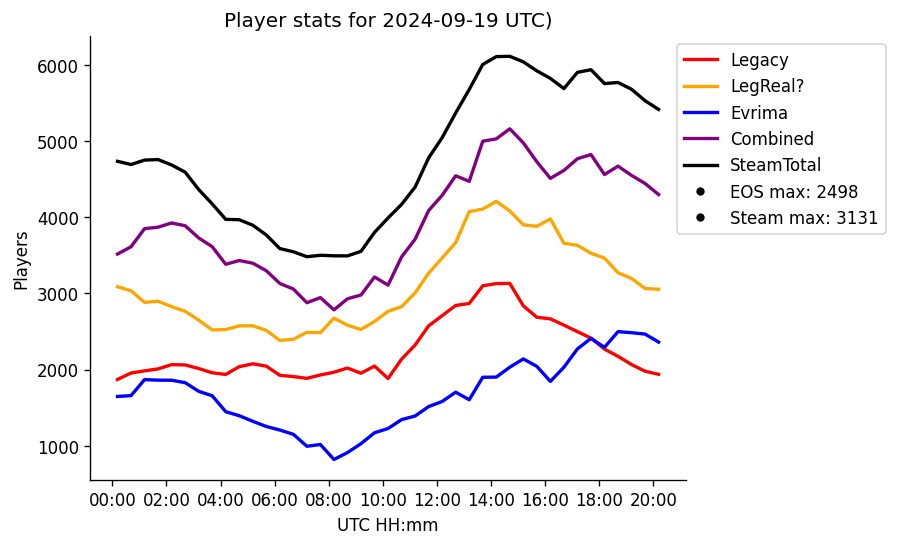 Player stats for 2024-09-19 UTC)
Players
6000
5000
4000
3000
2000
1000
00:00 02:00 04:00 06:00 08:00 10:00 12:00 14:00 16:00 18:00 20:00
UTC HH:mm
Legacy
LegReal?
Evrima
Combined
SteamTotal
EOS max: 2498
Steam max: 3131